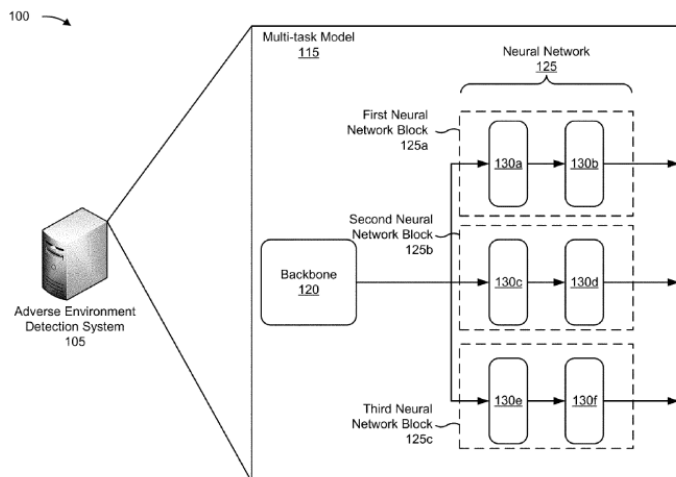 100
Multi-task Model
115
Neural Network
125
First Neural
Network Block
125a
130a
130b
Second Neural
Network Block
125b
Backbone
120
130c
130d
Adverse Environment
Detection System
105
130e
130f
Third Neural
Network Block
125c